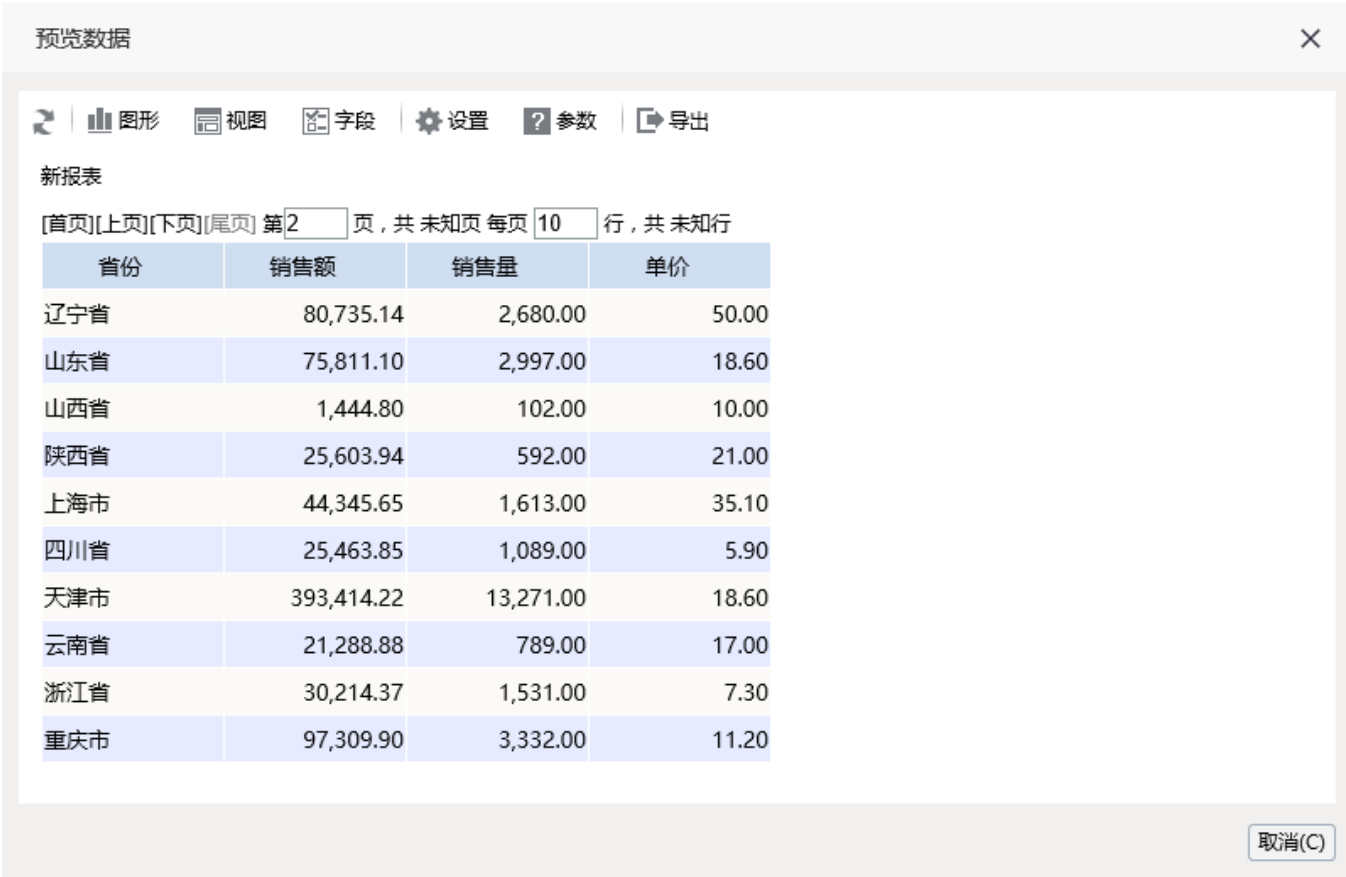 预览数据
图形 视图 字段 设置 ? 参数 导出
新报表
[首页][上页][下页][尾页] 第2 页，共 未知页 每页 10 行，共 未知行
省份 销售额 销售量 单价
辽宁省 80,735.14 2,680.00 50.00
山东省 75,811.10 2,997.00 18.60
山西省 1,444.80 102.00 10.00
陕西省 25,603.94 592.00 21.00
上海市 44,345.65 1,613.00 35.10
四川省 25,463.85 1,089.00 5.90
天津市 393,414.22 13,271.00 18.60
云南省 21,288.88 789.00 17.00
浙江省 30,214.37 1,531.00 7.30
重庆市 97,309.90 3,332.00 11.20
取消(C)